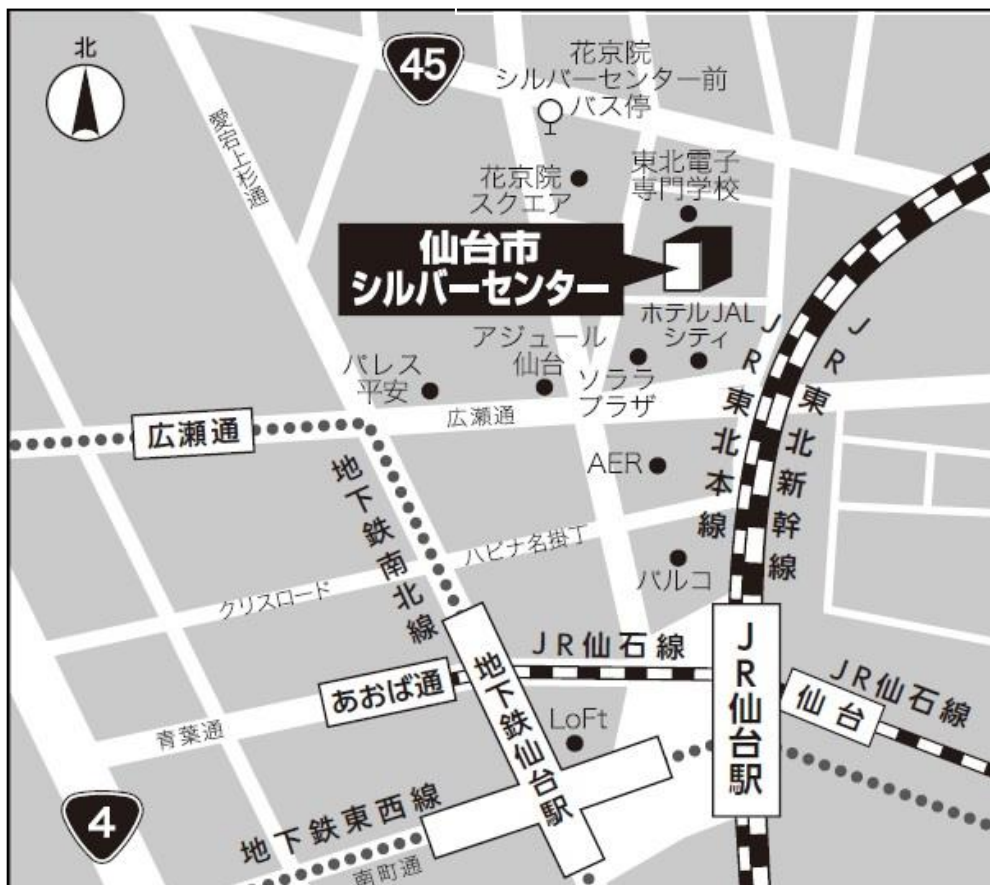 北
45
花京院
シルバーセンター前
バス停
愛宕上杉通
花京院
スクエア
東北電子
専門学校
仙台市
シルバーセンター
ホテルJAL
シティ
アジュール
仙台
ソララ
プラザ
パレス
平安
広瀬通
広瀬通
JR東北本線
JR東北新幹線
AER
地下鉄南北線
ハピナ名掛丁
クリスロード
パルコ
JR仙石線
JR仙台駅
JR仙石線
仙台
あおば通
地下鉄仙台駅
青葉通
LoFt
4
地下鉄東西線
南町通